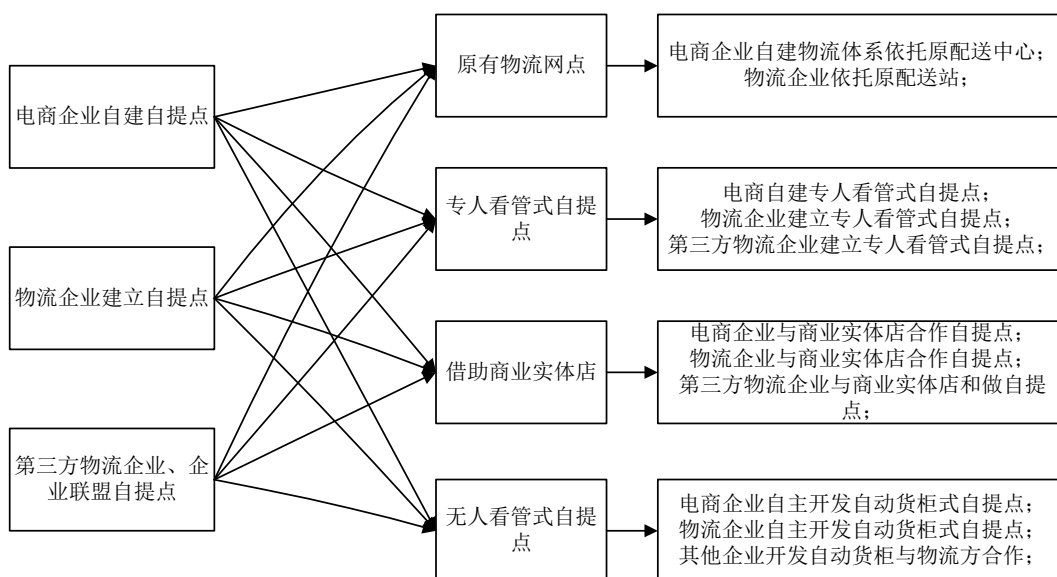 电商企业自建自提点
物流企业建立自提点
第三方物流企业、企
业联盟自提点
原有物流网点
专人看管式自提
点
借助商业实体店
无人看管式自提
点
电商企业自建物流体系依托原配送中心；
物流企业依托原配送站；
电商自建专人看管式自提点；
物流企业建立专人看管式自提点；
第三方物流企业建立专人看管式自提点；
电商企业与商业实体店合作自提点；
物流企业与商业实体店合作自提点；
第三方物流企业与商业实体店和做自提
点；
电商企业自主开发自动货柜式自提点；
物流企业自主开发自动货柜式自提点；
其他企业开发自动货柜与物流方合作；